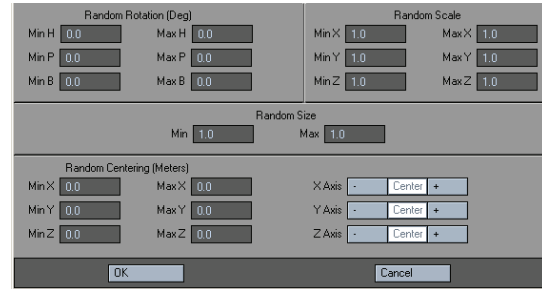 Random Rotation (Deg) Random Scale
Min H 0.0 Max H 0.0 Min X 1.0 Max X 1.0
Min P 0.0 Max P 0.0 Min Y 1.0 Max Y 1.0
Min B 0.0 Max B 0.0 Min Z 1.0 Max Z 1.0
Random Size
Min 1.0 Max 1.0
Random Centering (Meters)
Min X 0.0 Max X 0.0 X Axis - Center +
Min Y 0.0 Max Y 0.0 Y Axis - Center +
Min Z 0.0 Max Z 0.0 Z Axis - Center +
OK Cancel